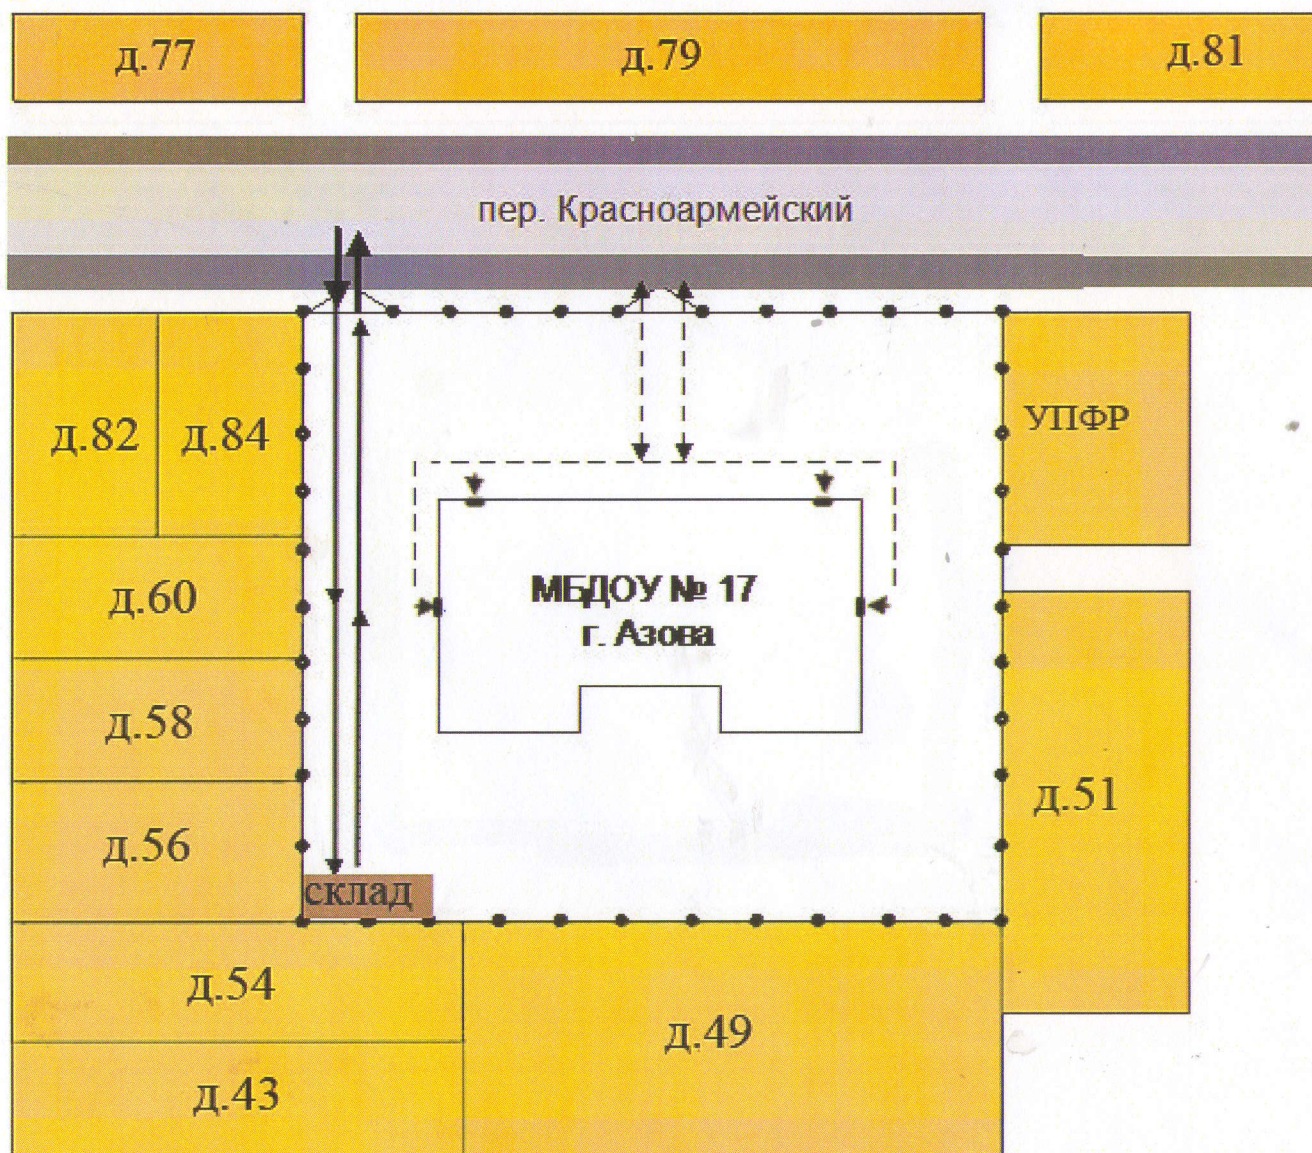 д.77
д.79
д.81
пер. Красноармейский
д.82
д.84
УПФР
д.60
МБДОУ № 17
г. Азова
д.58
д.51
д.56
склад
д.54
д.49
д.43